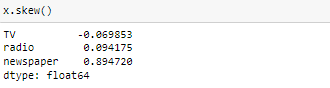 x.skew()
TV          -0.069853
radio        0.094175
newspaper    0.894720
dtype: float64